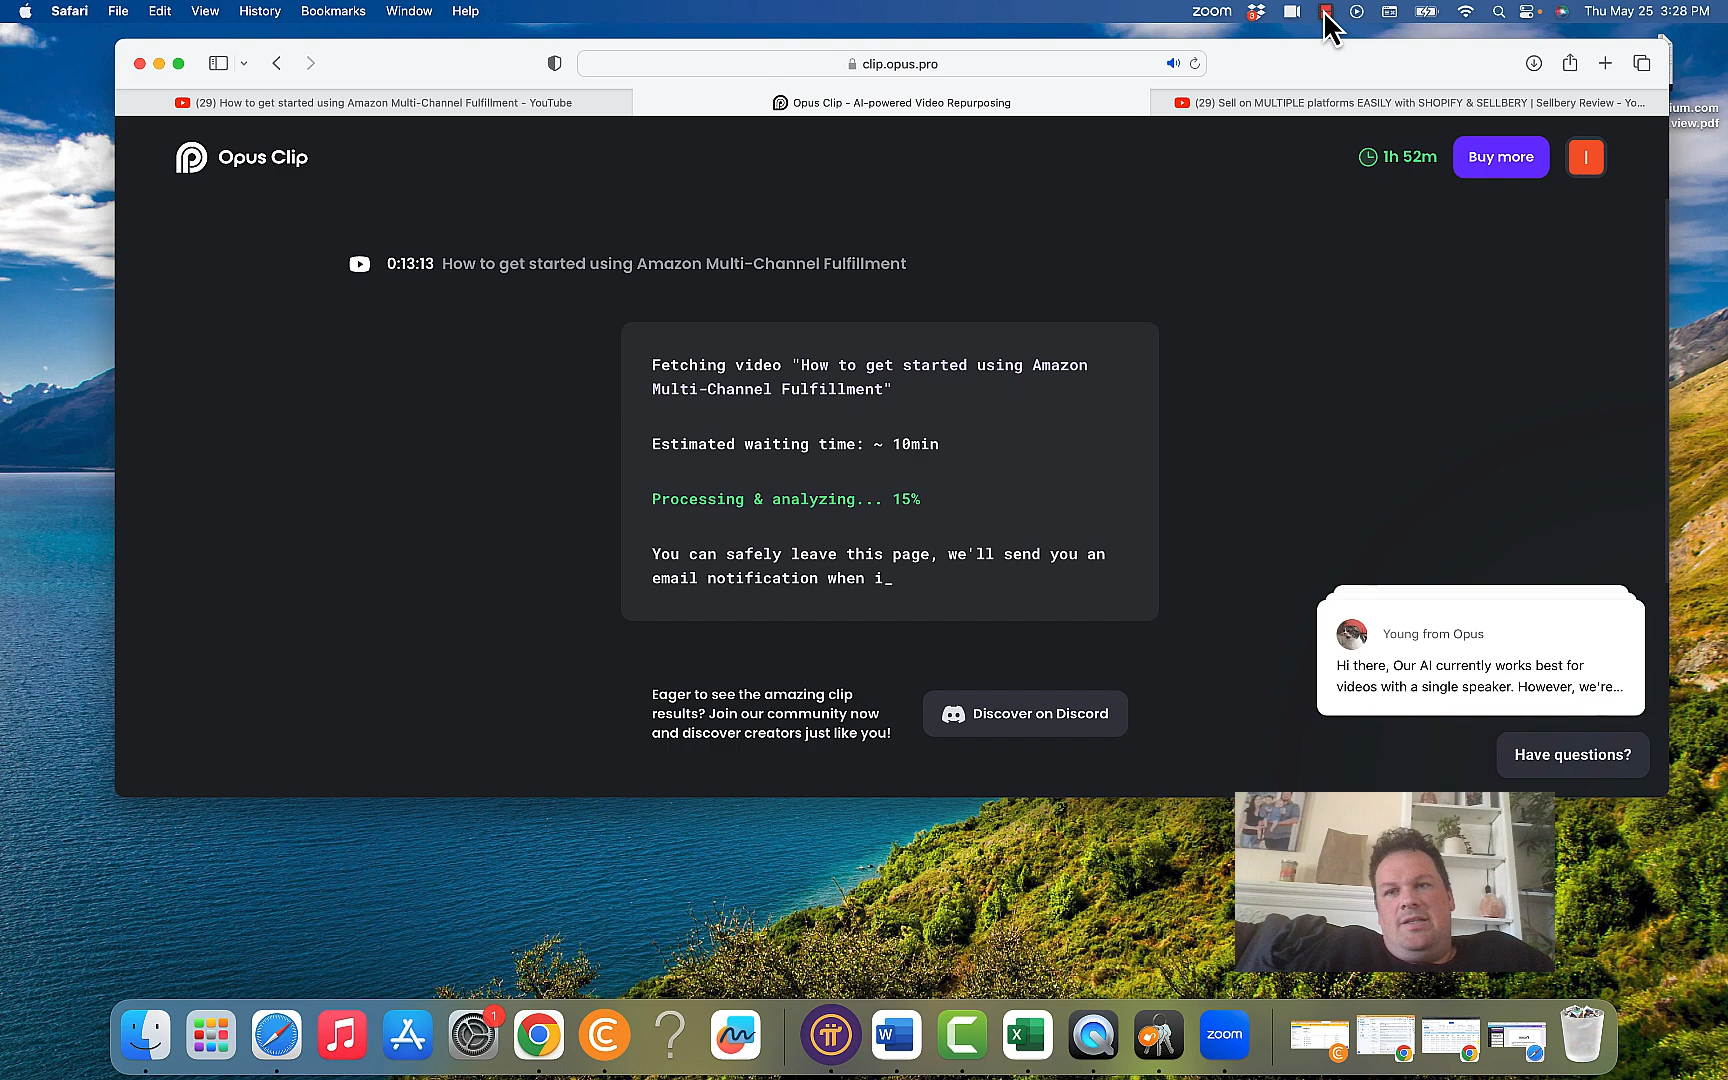 Safari File Edit View History Bookmarks Window Help
zoom 3 Thu May 25 3:28 PM
clip.opus.pro
(29) How to get started using Amazon Multi-Channel Fulfillment - YouTube
Opus Clip - AI-powered Video Repurposing
(29) Sell on MULTIPLE platforms EASILY with SHOPIFY & SELLBERY | Sellbery Review - Yo...
ium.com
view.pdf
Opus Clip
1h 52m
Buy more
I
0:13:13 How to get started using Amazon Multi-Channel Fulfillment
Fetching video "How to get started using Amazon
Multi-Channel Fulfillment"
Estimated waiting time: ~ 10min
Processing & analyzing... 15%
You can safely leave this page, we'll send you an
email notification when i_
Young from Opus
Hi there, Our AI currently works best for
videos with a single speaker. However, we're...
Eager to see the amazing clip
results? Join our community now
and discover creators just like you!
Discover on Discord
Have questions?
1
zoom